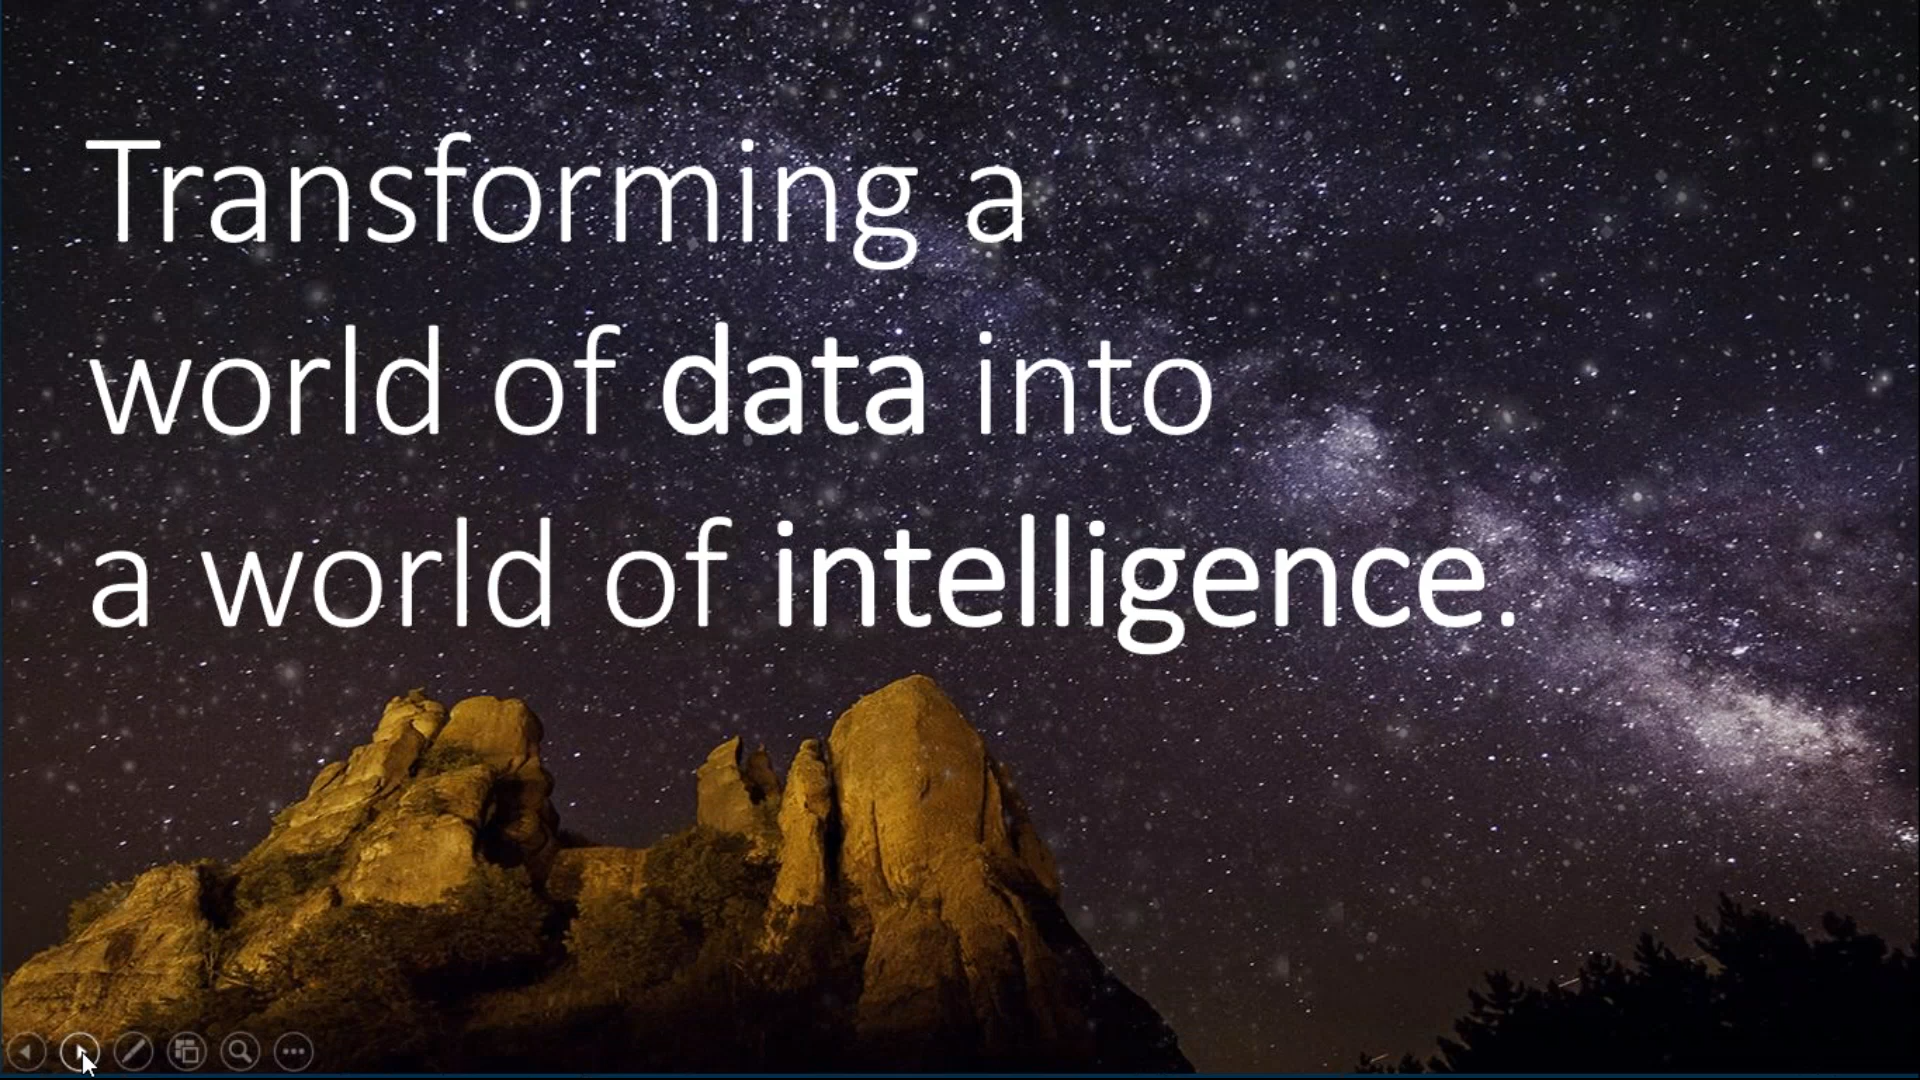 Transforming a
world of data into
a world of intelligence.